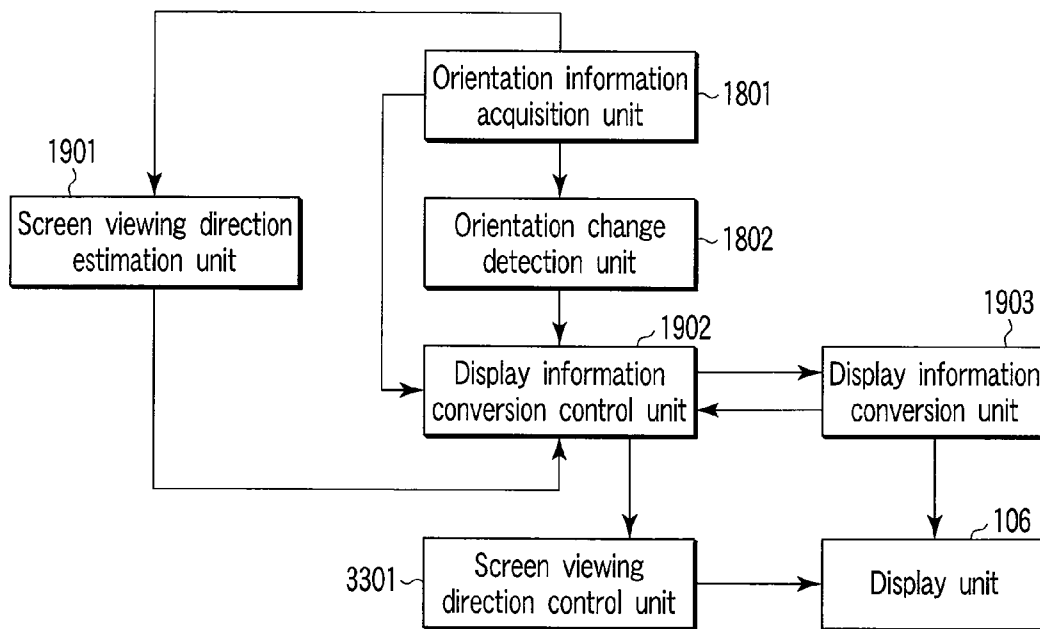 Orientation information
acquisition unit
1801
1901
Screen viewing direction
estimation unit
Orientation change
detection unit
1802
1902
Display information
conversion control unit
1903
Display information
conversion unit
3301
Screen viewing
direction control unit
106
Display unit